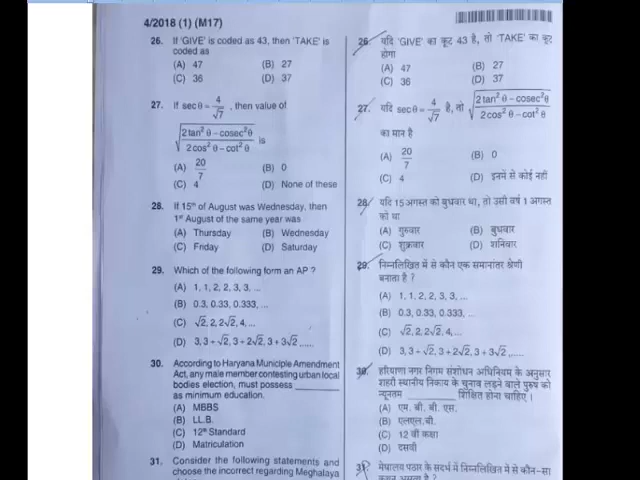 4/2018 (1) (M17)
26. If 'GIVE' is coded as 43, then 'TAKE' is
coded as
(A) 47 (B) 27
(C) 36 (D) 37
27. If sec θ = 4/√7 , then value of
√((2 tan² θ – cosec² θ)/(2 cos² θ – cot² θ)) is
(A) 20/7 (B) 0
(C) 4 (D) None of these
28. If 15th of August was Wednesday, then
1st August of the same year was
(A) Thursday (B) Wednesday
(C) Friday (D) Saturday
29. Which of the following form an AP ?
(A) 1, 1, 2, 2, 3, 3, ...
(B) 0.3, 0.33, 0.333, ...
(C) √2, 2, 2√2, 4, ...
(D) 3, 3 + √2, 3 + 2√2, 3 + 3√2 ......
30. According to Haryana Municiple Amendment
Act, any male member contesting urban local
bodies election, must possess ________
as minimum education.
(A) MBBS
(B) LL.B.
(C) 12th Standard
(D) Matriculation
31. Consider the following statements and
choose the incorrect regarding Meghalaya
26. यदि 'GIVE' का कूट 43 है, तो 'TAKE' का कूट
होगा
(A) 47 (B) 27
(C) 36 (D) 37
27. यदि sec θ = 4/√7 है, तो √((2 tan² θ – cosec² θ)/(2 cos² θ – cot² θ))
का मान है
(A) 20/7 (B) 0
(C) 4 (D) इनमें से कोई नहीं
28. यदि 15 अगस्त को बुधवार था, तो उसी वर्ष 1 अगस्त
को था
(A) गुरुवार (B) बुधवार
(C) शुक्रवार (D) शनिवार
29. निम्नलिखित में से कौन एक समानांतर श्रेणी
बनाता है ?
(A) 1, 1, 2, 2, 3, 3, ...
(B) 0.3, 0.33, 0.333, ...
(C) √2, 2, 2√2, 4, ...
(D) 3, 3 + √2, 3 + 2√2, 3 + 3√2, ......
30. हरियाणा नगर निगम संशोधन अधिनियम के अनुसार
शहरी स्थानीय निकाय के चुनाव लड़ने वाले पुरुष को
न्यूनतम ________ शिक्षित होना चाहिए ।
(A) एम. बी. बी. एस.
(B) एलएल.बी.
(C) 12 वीं कक्षा
(D) दसवीं
31. मेघालय पठार के संदर्भ में निम्नलिखित में से कौन-सा